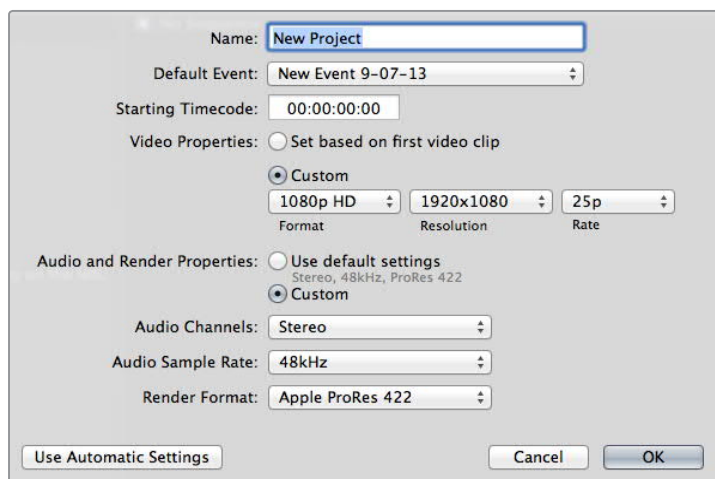 Name: New Project
Default Event: New Event 9-07-13
Starting Timecode: 00:00:00:00
Video Properties: Set based on first video clip
Custom
1080p HD 1920x1080 25p
Format Resolution Rate
Audio and Render Properties: Use default settings
Stereo, 48kHz, ProRes 422
Custom
Audio Channels: Stereo
Audio Sample Rate: 48kHz
Render Format: Apple ProRes 422
Use Automatic Settings Cancel OK